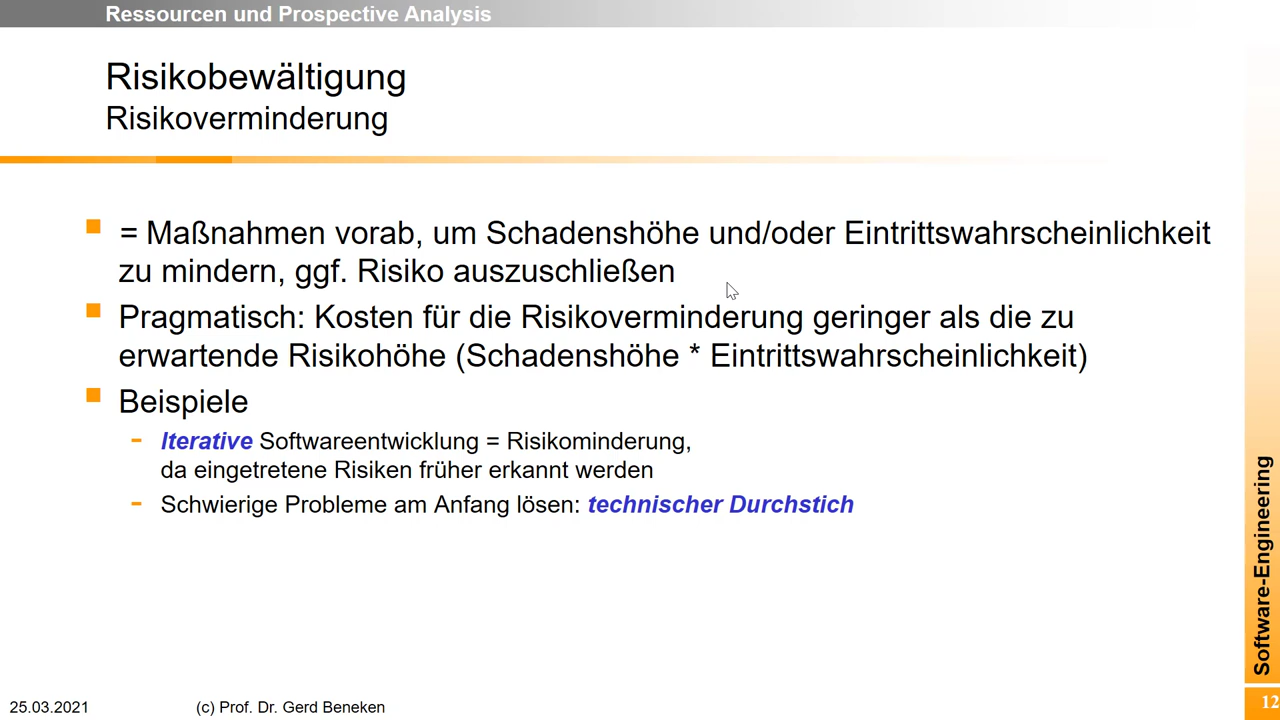 Ressourcen und Prospective Analysis
Risikobewältigung
Risikoverminderung
= Maßnahmen vorab, um Schadenshöhe und/oder Eintrittswahrscheinlichkeit
zu mindern, ggf. Risiko auszuschließen
Pragmatisch: Kosten für die Risikoverminderung geringer als die zu
erwartende Risikohöhe (Schadenshöhe * Eintrittswahrscheinlichkeit)
Beispiele
- Iterative Softwareentwicklung = Risikominderung,
da eingetretene Risiken früher erkannt werden
- Schwierige Probleme am Anfang lösen: technischer Durchstich
Software-Engineering
25.03.2021
(c) Prof. Dr. Gerd Beneken
12